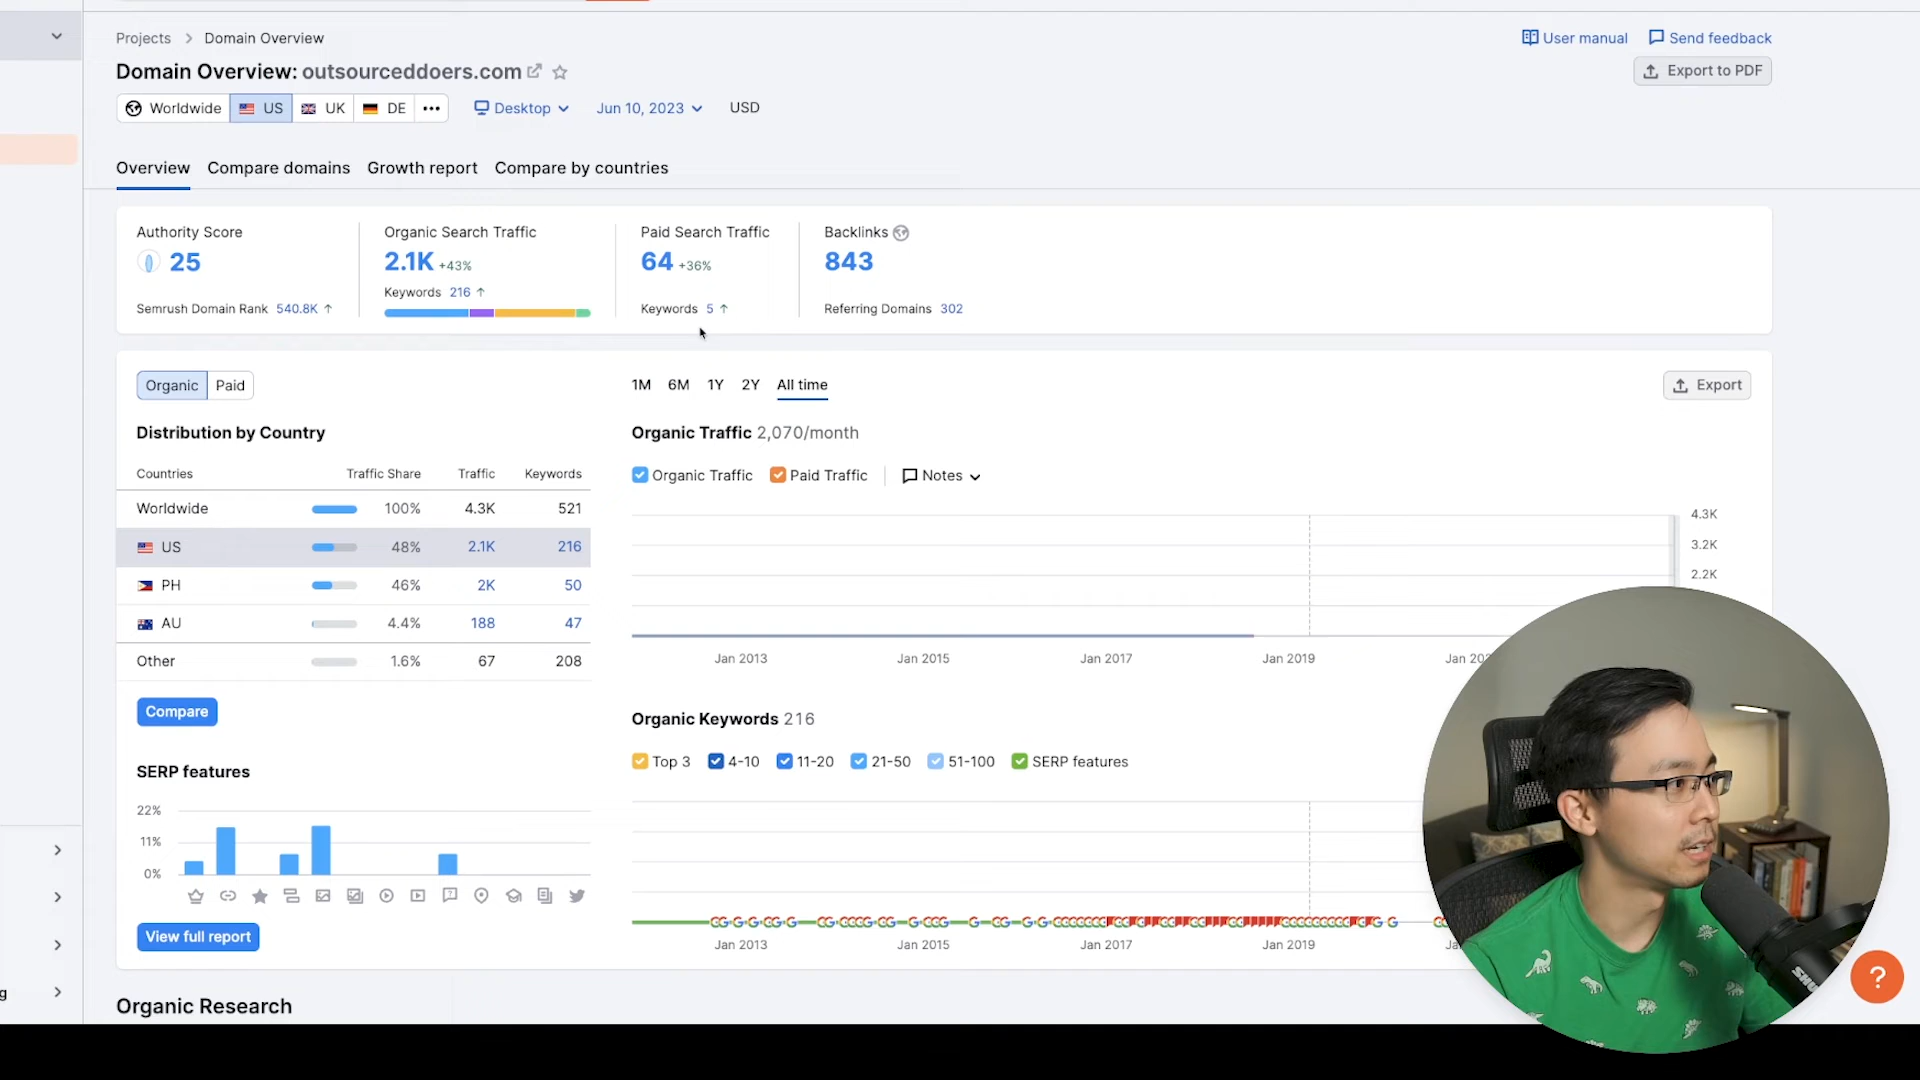 Projects > Domain Overview
User manual
Send feedback
Domain Overview: outsourceddoers.com
Export to PDF
Worldwide US UK DE ••• Desktop Jun 10, 2023 USD
Overview Compare domains Growth report Compare by countries
Authority Score
25
Semrush Domain Rank 540.8K ↑
Organic Search Traffic
2.1K +43%
Keywords 216 ↑
Paid Search Traffic
64 +36%
Keywords 5 ↑
Backlinks
843
Referring Domains 302
Organic Paid
1M 6M 1Y 2Y All time
Export
Distribution by Country
Countries Traffic Share Traffic Keywords
Worldwide 100% 4.3K 521
US 48% 2.1K 216
PH 46% 2K 50
AU 4.4% 188 47
Other 1.6% 67 208
Compare
SERP features
22%
11%
0%
View full report
Organic Traffic 2,070/month
Organic Traffic Paid Traffic Notes
4.3K
3.2K
2.2K
Jan 2013 Jan 2015 Jan 2017 Jan 2019 Jan 20
Organic Keywords 216
Top 3 4-10 11-20 21-50 51-100 SERP features
Jan 2013 Jan 2015 Jan 2017 Jan 2019
Organic Research
g
?
SHU